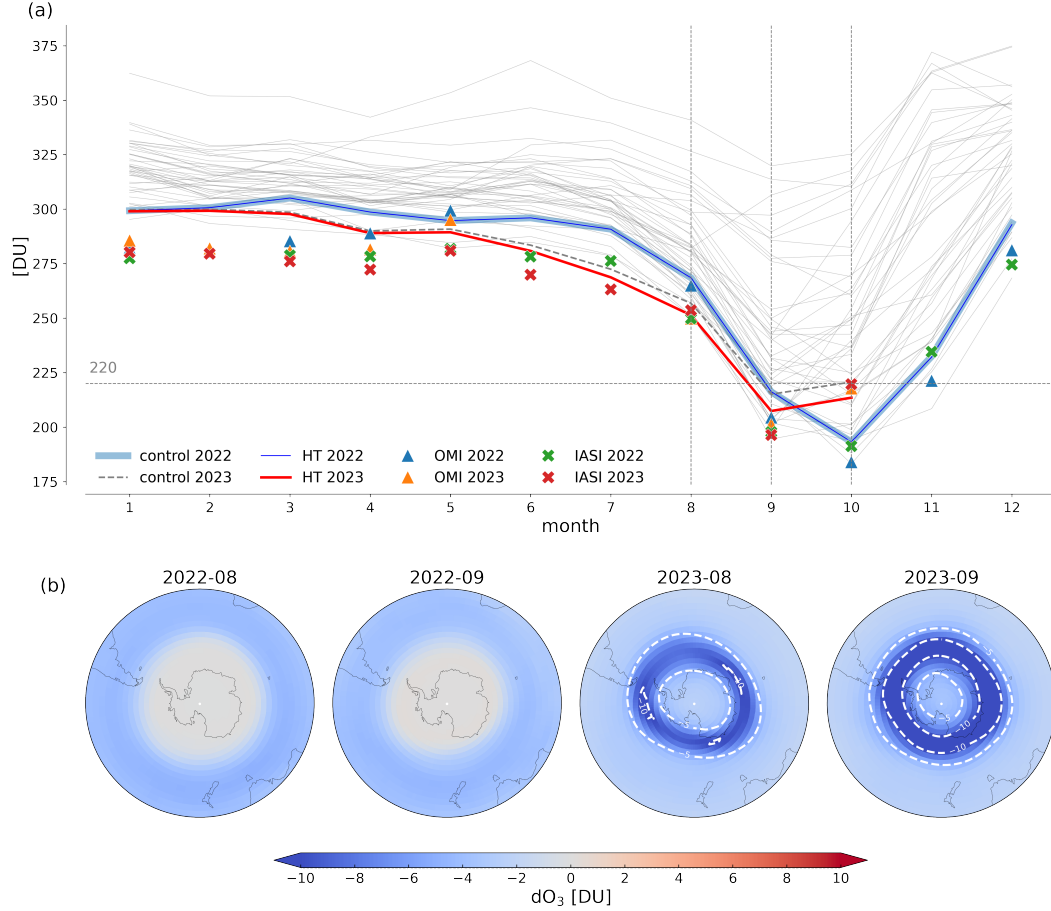 (a)
375
350
325
300
275
250
225
200
175
[DU]
220
control 2022
control 2023
HT 2022
HT 2023
OMI 2022
OMI 2023
IASI 2022
IASI 2023
1 2 3 4 5 6 7 8 9 10 11 12
month
(b)
2022-08 2022-09 2023-08 2023-09
−10 −8 −6 −4 −2 0 2 4 6 8 10
dO₃ [DU]